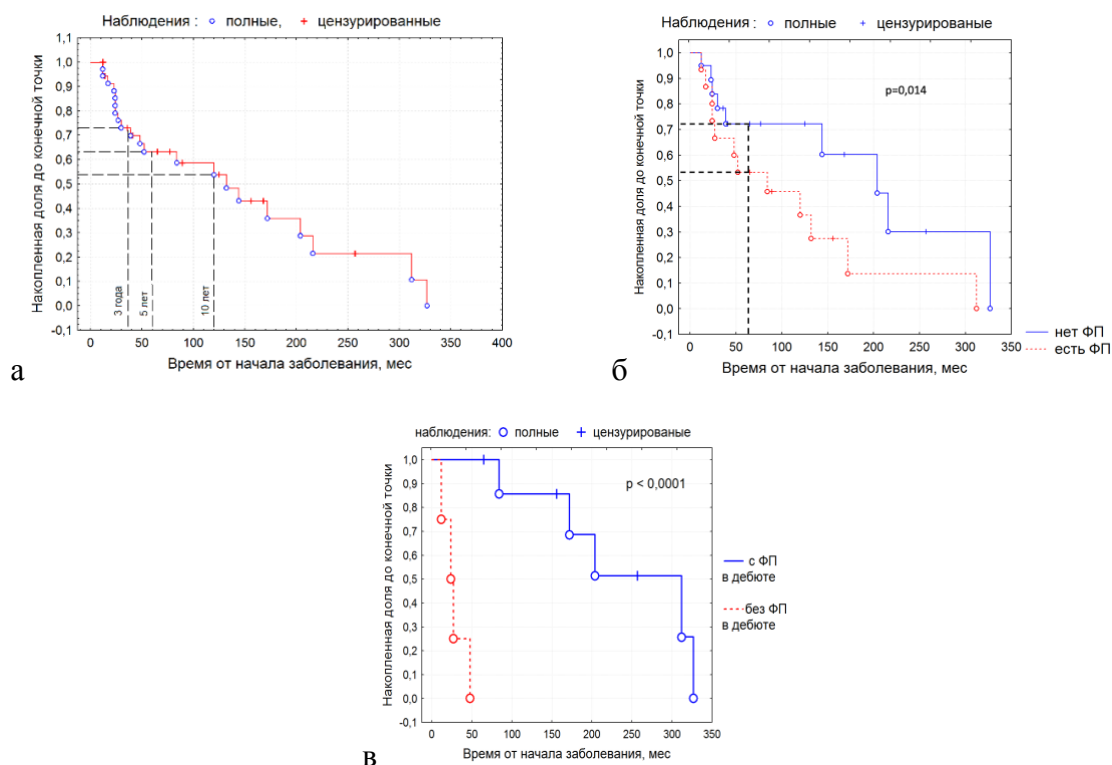 Наблюдения : полные, цензурированные
Накопленная доля до конечной точки
1,1
1,0
0,9
0,8
0,7
0,6
0,5
0,4
0,3
0,2
0,1
0,0
-0,1
3 года
5 лет
10 лет
0 50 100 150 200 250 300 350 400
Время от начала заболевания, мес
а
Наблюдения : полные цензурированые
Накопленная доля до конечной точки
1,0
0,9
0,8
0,7
0,6
0,5
0,4
0,3
0,2
0,1
0,0
-0,1
p=0,014
0 50 100 150 200 250 300 350
Время от начала заболевания, мес
нет ФП
есть ФП
б
наблюдения: полные цензурированые
Накопленная доля до конечной точки
1,0
0,9
0,8
0,7
0,6
0,5
0,4
0,3
0,2
0,1
0,0
-0,1
p < 0,0001
с ФП
в дебюте
без ФП
в дебюте
0 50 100 150 200 250 300 350
Время от начала заболевания, мес
в